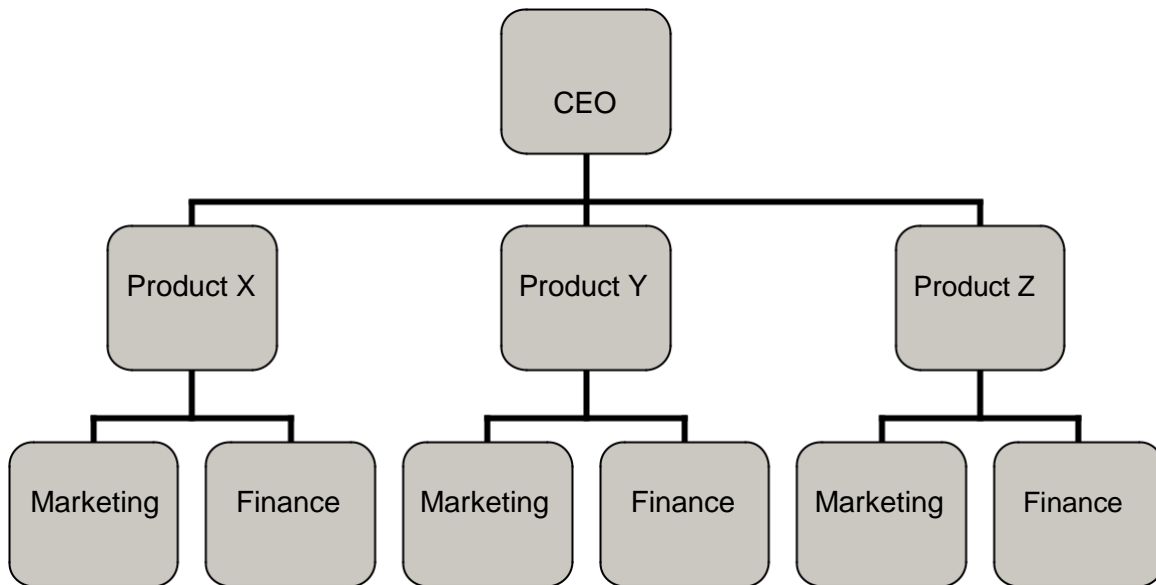 CEO
Product X
Product Y
Product Z
Marketing
Finance
Marketing
Finance
Marketing
Finance